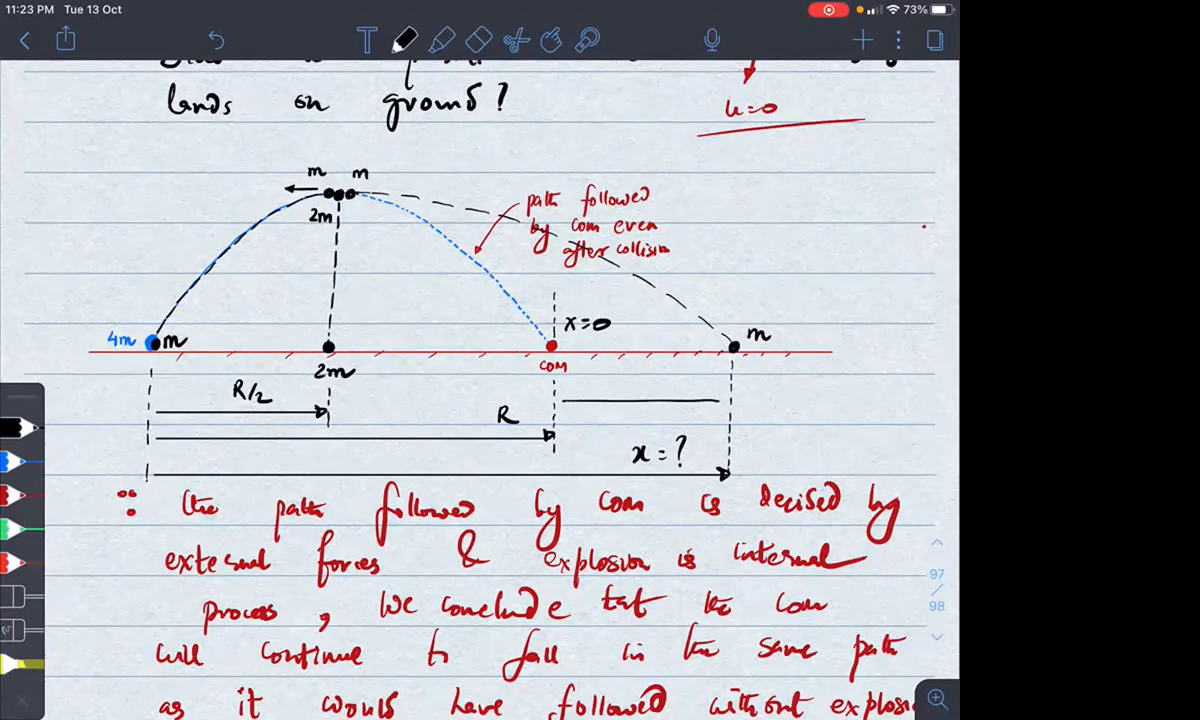 11:23 PM Tue 13 Oct
73%
lands on ground?
u=0
m m
2m
path followed
by com even
after collision
x=0
4m m
m
2m
COM
R/2
R
x=?
∵ the path followed by com is decised by
external forces & explosion is internal
process, We conclude tat the com
will continue to fall in the same path
as it would have followed without explosi
97
/
98